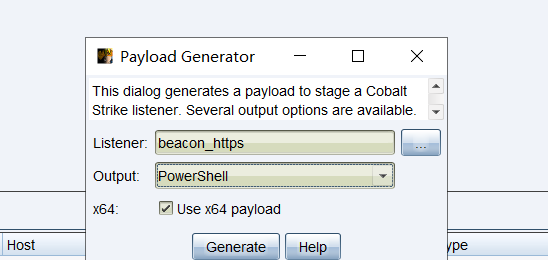 Payload Generator
This dialog generates a payload to stage a Cobalt
Strike listener. Several output options are available.
Listener: beacon_https ...
Output: PowerShell
x64: Use x64 payload
Generate Help
Host ype